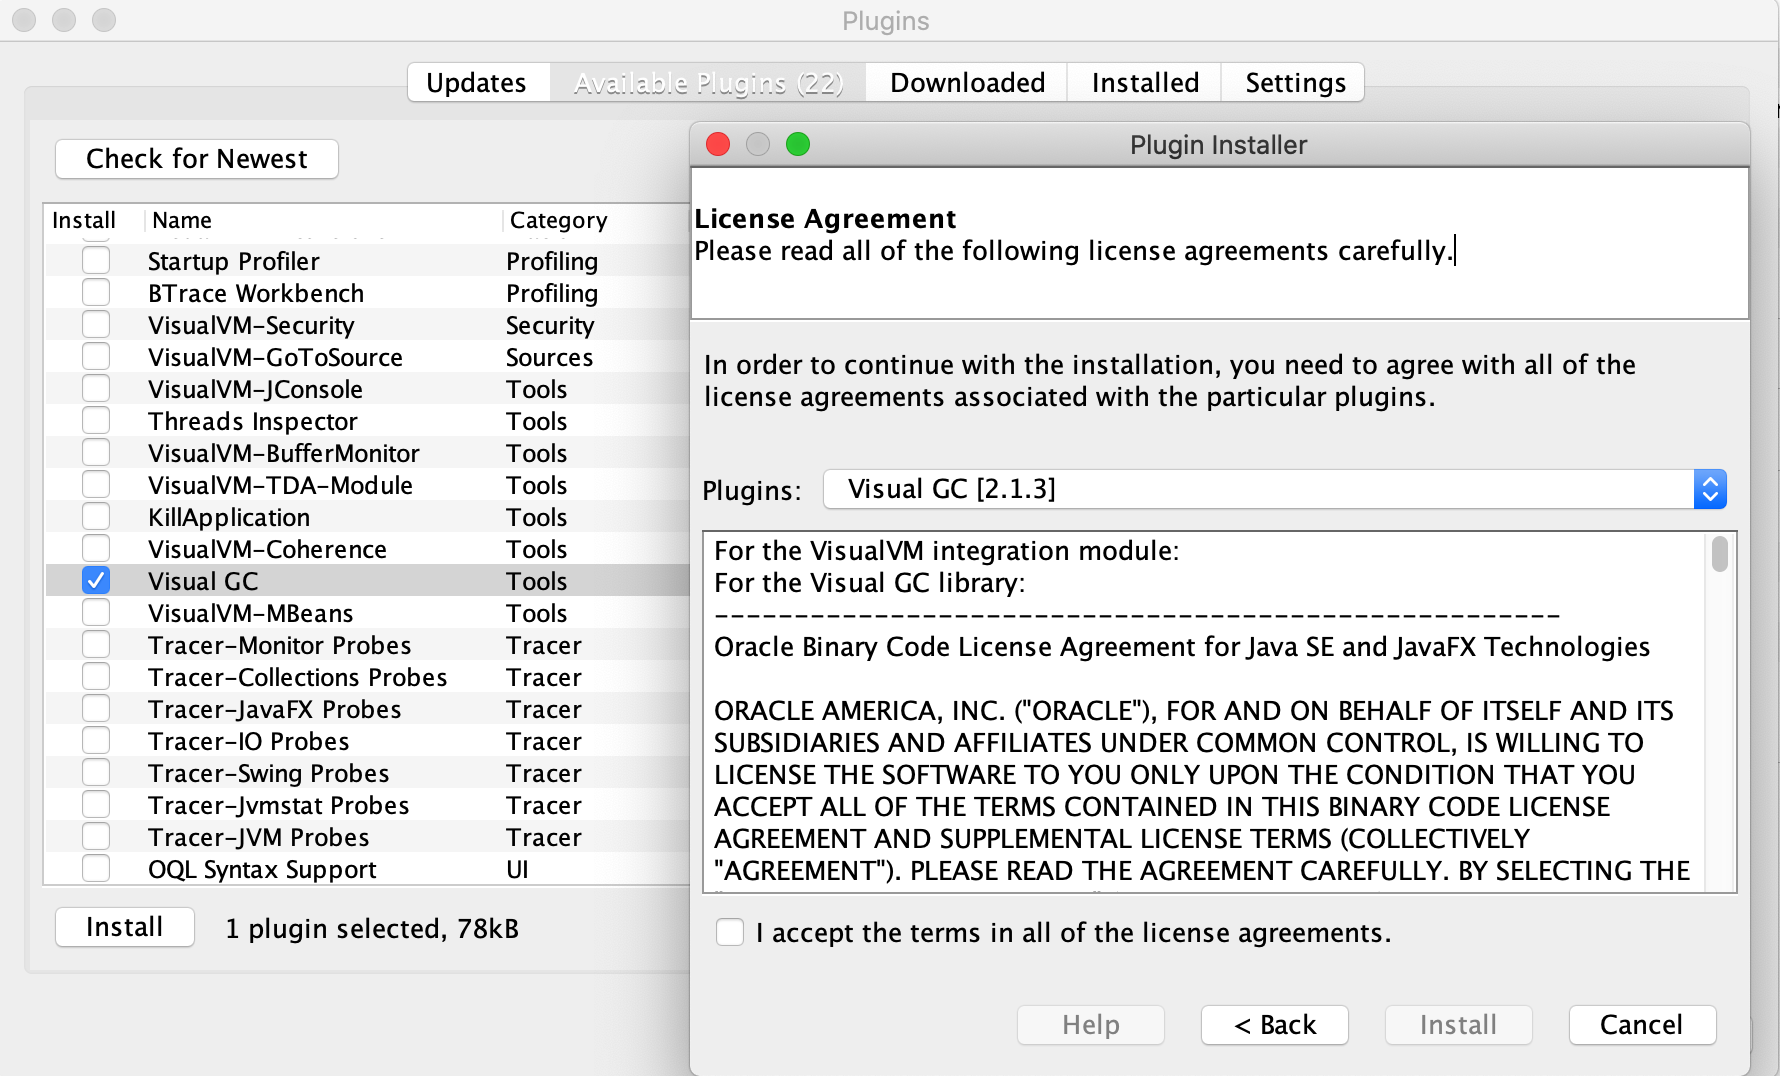 Plugins
Updates Available Plugins (22) Downloaded Installed Settings
Check for Newest
Install Name Category
Startup Profiler Profiling
BTrace Workbench Profiling
VisualVM-Security Security
VisualVM-GoToSource Sources
VisualVM-JConsole Tools
Threads Inspector Tools
VisualVM-BufferMonitor Tools
VisualVM-TDA-Module Tools
KillApplication Tools
VisualVM-Coherence Tools
Visual GC Tools
VisualVM-MBeans Tools
Tracer-Monitor Probes Tracer
Tracer-Collections Probes Tracer
Tracer-JavaFX Probes Tracer
Tracer-IO Probes Tracer
Tracer-Swing Probes Tracer
Tracer-Jvmstat Probes Tracer
Tracer-JVM Probes Tracer
OQL Syntax Support UI
Install 1 plugin selected, 78kB
Plugin Installer
License Agreement
Please read all of the following license agreements carefully.
In order to continue with the installation, you need to agree with all of the
license agreements associated with the particular plugins.
Plugins: Visual GC [2.1.3]
For the VisualVM integration module:
For the Visual GC library:
-----------------------------------------------------
Oracle Binary Code License Agreement for Java SE and JavaFX Technologies
ORACLE AMERICA, INC. ("ORACLE"), FOR AND ON BEHALF OF ITSELF AND ITS
SUBSIDIARIES AND AFFILIATES UNDER COMMON CONTROL, IS WILLING TO
LICENSE THE SOFTWARE TO YOU ONLY UPON THE CONDITION THAT YOU
ACCEPT ALL OF THE TERMS CONTAINED IN THIS BINARY CODE LICENSE
AGREEMENT AND SUPPLEMENTAL LICENSE TERMS (COLLECTIVELY
"AGREEMENT"). PLEASE READ THE AGREEMENT CAREFULLY. BY SELECTING THE
I accept the terms in all of the license agreements.
Help < Back Install Cancel